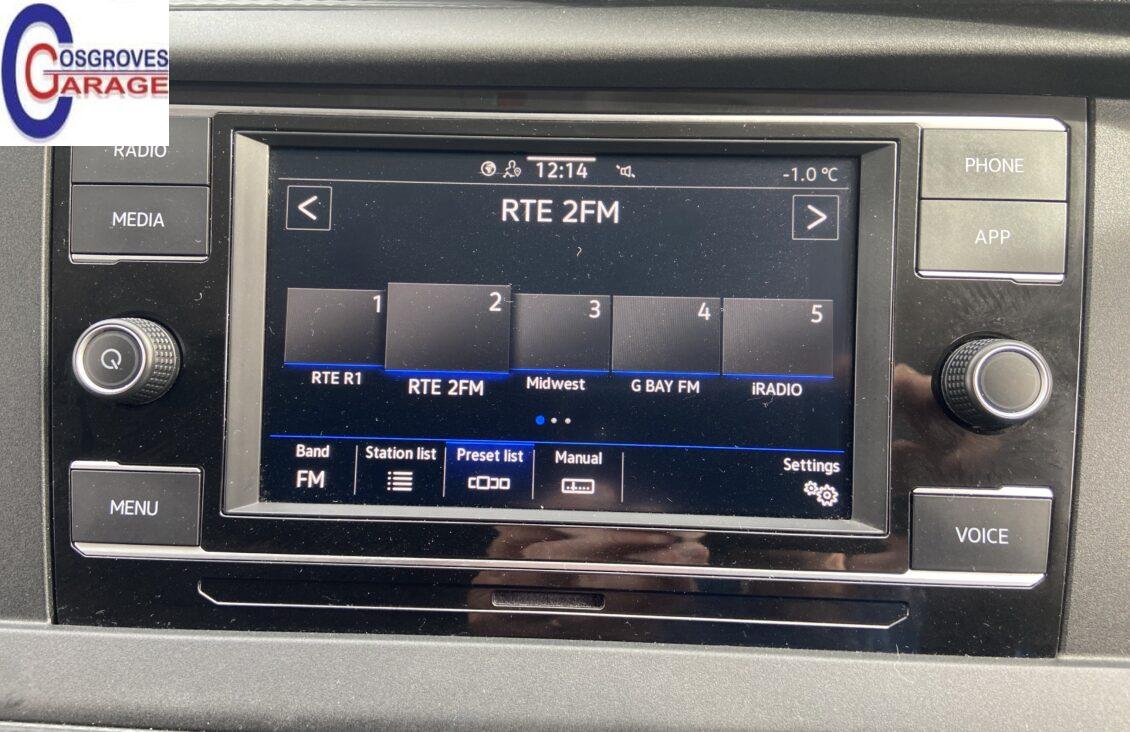 COSGROVES
GARAGE
RADIO
MEDIA
MENU
12:14
-1.0 °C
<
RTE 2FM
>
1
2
3
4
5
RTE R1
RTE 2FM
Midwest
G BAY FM
iRADIO
Band
FM
Station list
Preset list
Manual
Settings
PHONE
APP
VOICE